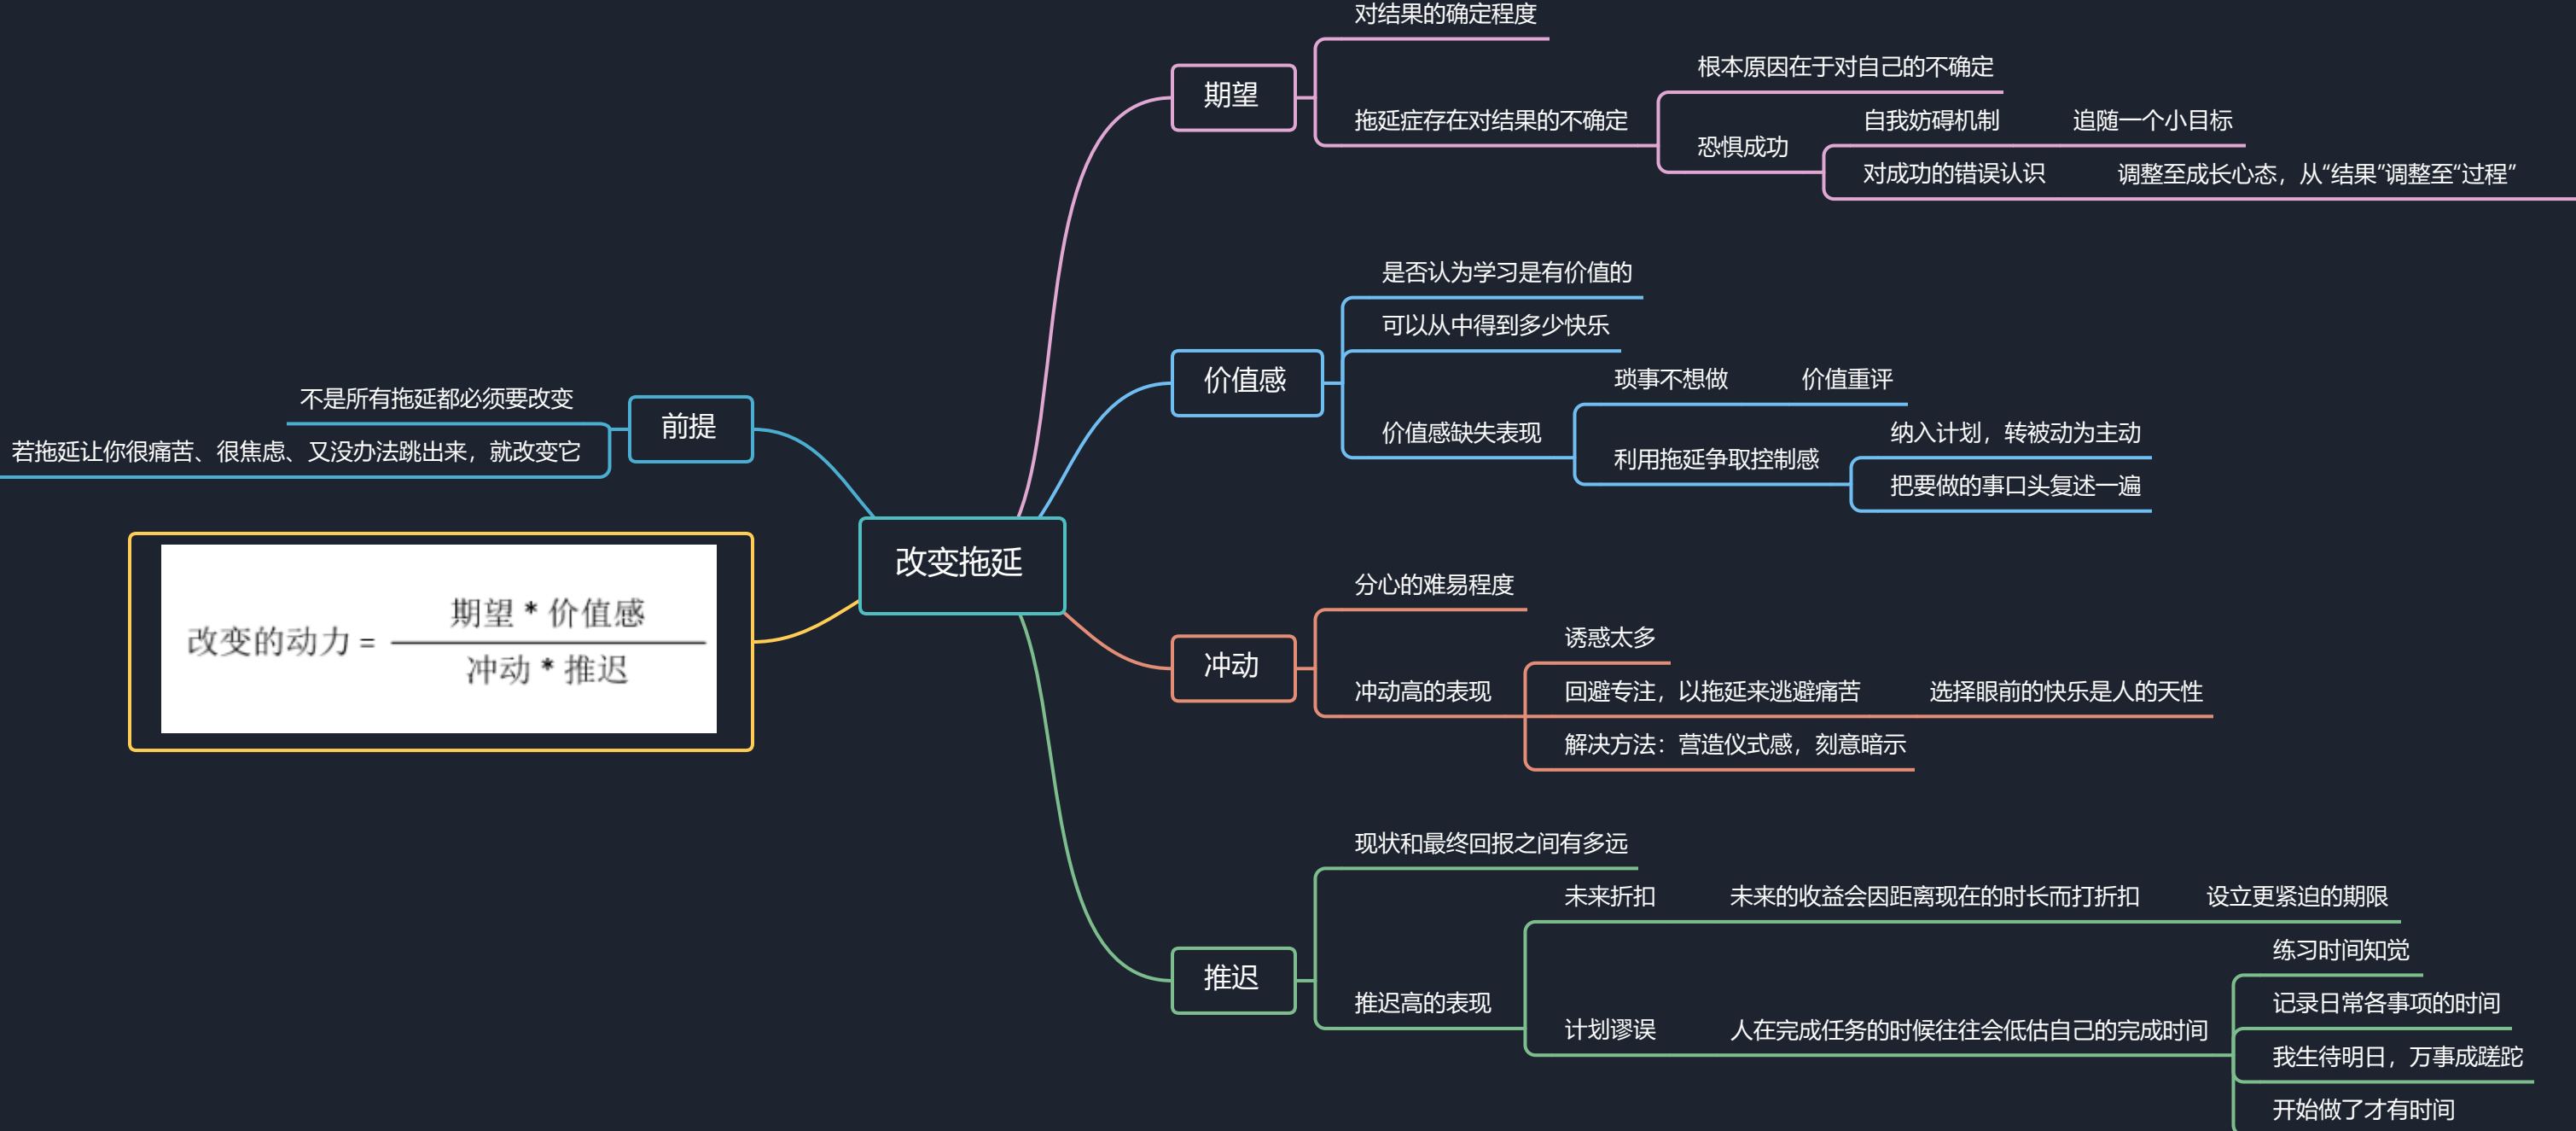 改变拖延
前提
不是所有拖延都必须要改变
若拖延让你很痛苦、很焦虑、又没办法跳出来，就改变它
改变的动力 = 期望 * 价值感
冲动 * 推迟
期望
对结果的确定程度
拖延症存在对结果的不确定
根本原因在于对自己的不确定
恐惧成功
自我妨碍机制
追随一个小目标
对成功的错误认识
调整至成长心态，从“结果”调整至“过程”
价值感
是否认为学习是有价值的
可以从中得到多少快乐
价值感缺失表现
琐事不想做
价值重评
利用拖延争取控制感
纳入计划，转被动为主动
把要做的事口头复述一遍
冲动
分心的难易程度
冲动高的表现
诱惑太多
回避专注，以拖延来逃避痛苦
选择眼前的快乐是人的天性
解决方法：营造仪式感，刻意暗示
推迟
现状和最终回报之间有多远
推迟高的表现
未来折扣
未来的收益会因距离现在的时长而打折扣
设立更紧迫的期限
计划谬误
人在完成任务的时候往往会低估自己的完成时间
练习时间知觉
记录日常各事项的时间
我生待明日，万事成蹉跎
开始做了才有时间